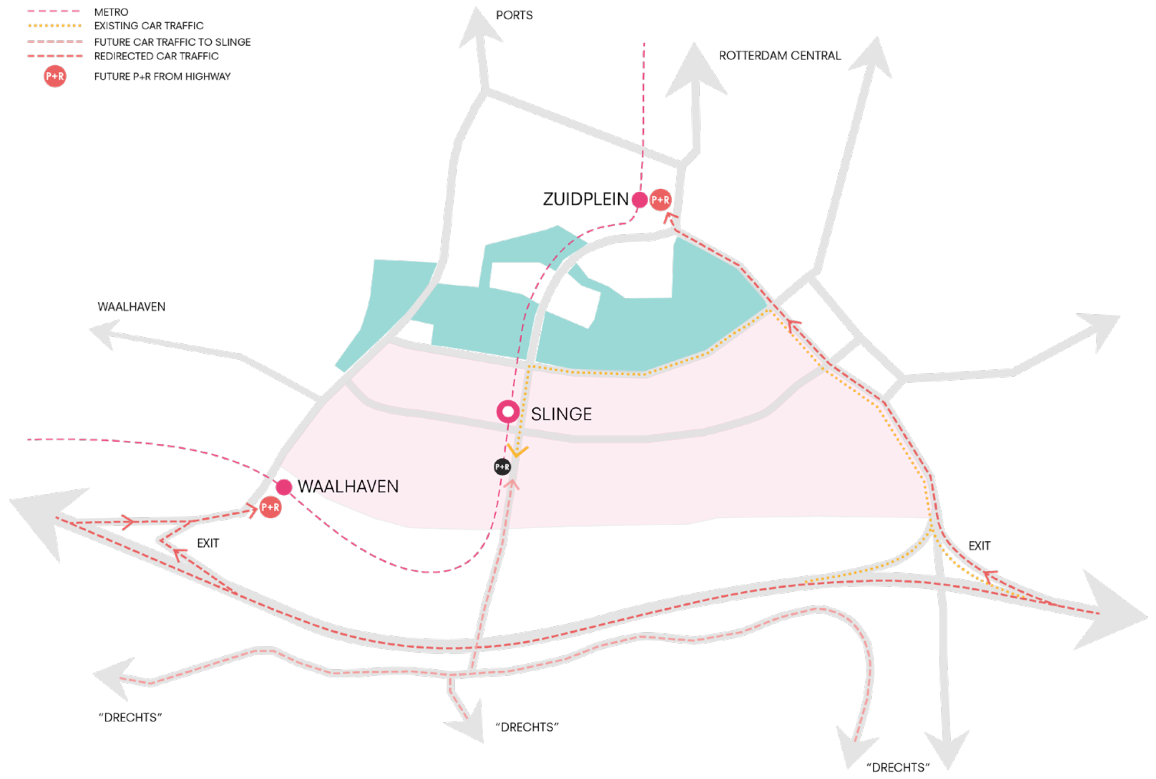 METRO
EXISTING CAR TRAFFIC
FUTURE CAR TRAFFIC TO SLINGE
REDIRECTED CAR TRAFFIC
P+R FUTURE P+R FROM HIGHWAY
PORTS
ROTTERDAM CENTRAL
ZUIDPLEIN P+R
WAALHAVEN
SLINGE
P+R
WAALHAVEN
P+R
EXIT
EXIT
"DRECHTS"
"DRECHTS"
"DRECHTS"